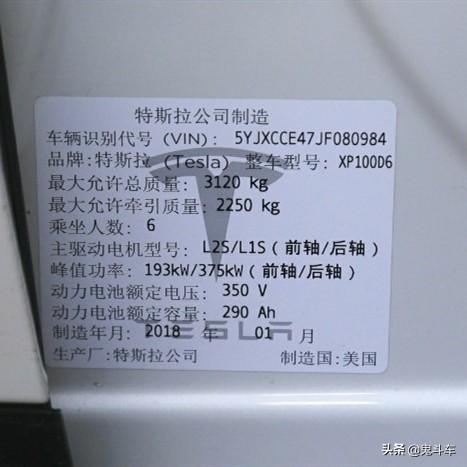 特斯拉公司制造
车辆识别代号 (VIN): 5YJXCCE47JF080984
品牌:特斯拉 (Tesla) 整车型号: XP100D6
最大允许总质量: 3120 kg
最大允许牵引质量: 2250 kg
乘坐人数: 6
主驱动电机型号: L2S/L1S (前轴/后轴)
峰值功率: 193kW/375kW (前轴/后轴)
动力电池额定电压: 350 V
动力电池额定容量: 290 Ah
制造年月: 2018 年 01 月
TESLA
生产厂:特斯拉汽车公司 制造国:美国
头条 @鬼斗车